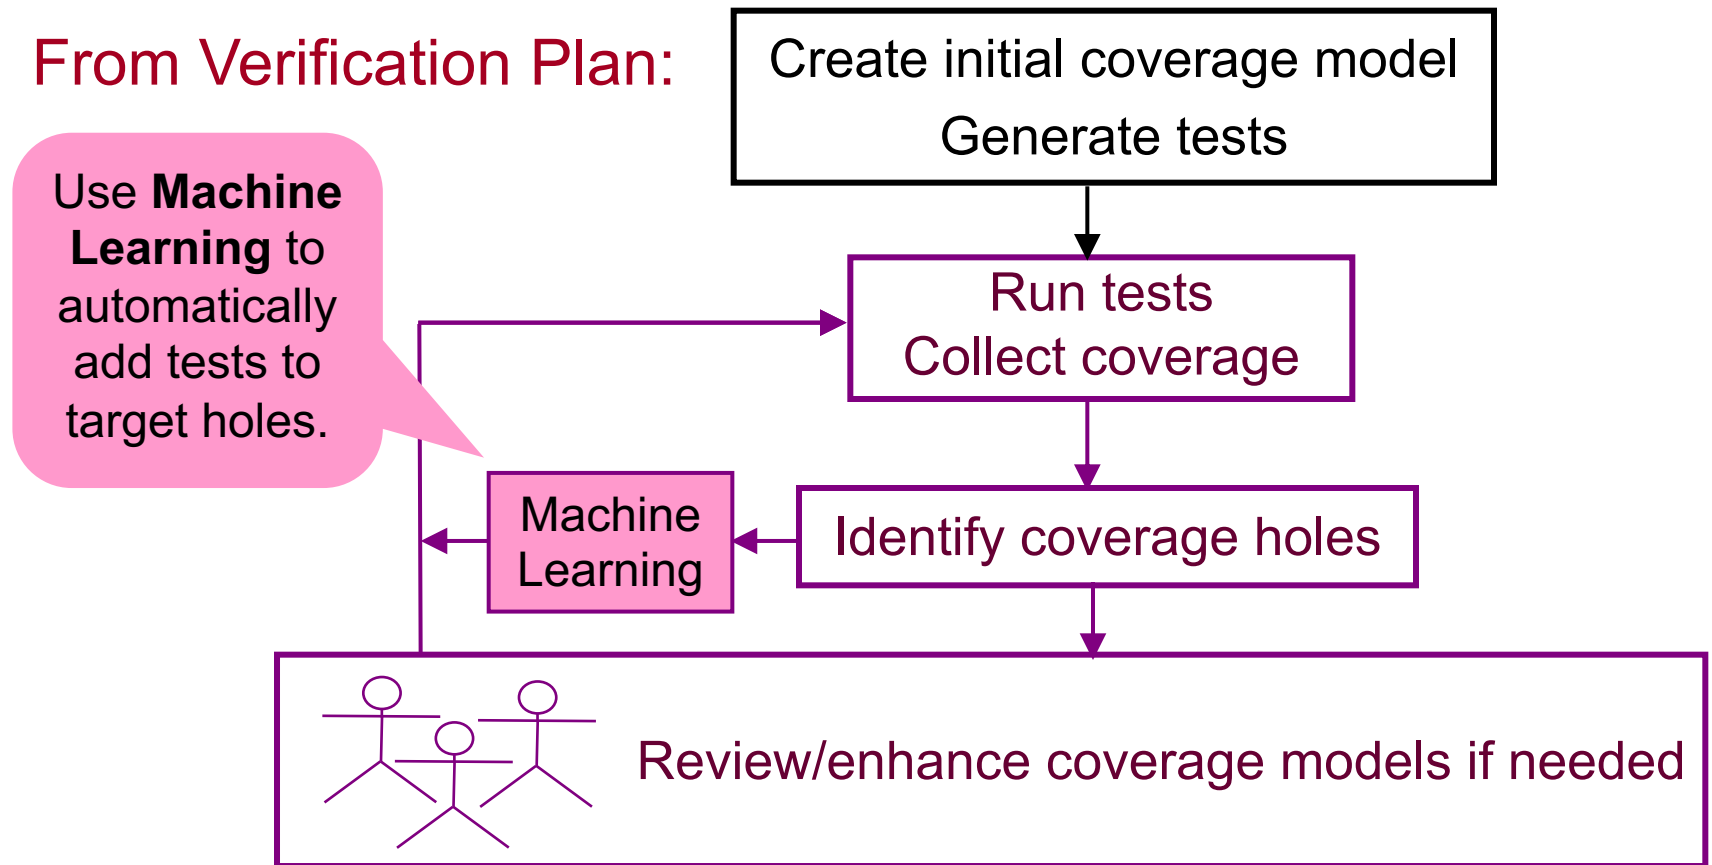 From Verification Plan:
Create initial coverage model
Generate tests
Use Machine
Learning to
automatically
add tests to
target holes.
Run tests
Collect coverage
Machine
Learning
Identify coverage holes
Review/enhance coverage models if needed